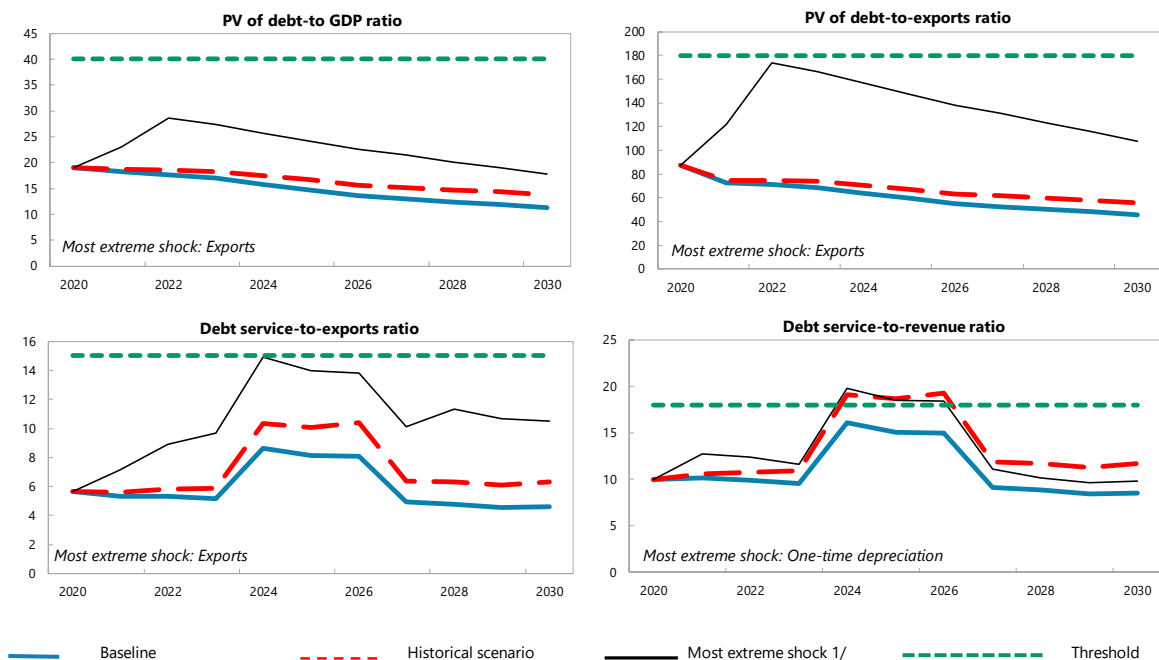 PV of debt-to GDP ratio
45
40
35
30
25
20
15
10
5
0
Most extreme shock: Exports
2020 2022 2024 2026 2028 2030
PV of debt-to-exports ratio
200
180
160
140
120
100
80
60
40
20
0
Most extreme shock: Exports
2020 2022 2024 2026 2028 2030
Debt service-to-exports ratio
16
14
12
10
8
6
4
2
0
Most extreme shock: Exports
2020 2022 2024 2026 2028 2030
Debt service-to-revenue ratio
25
20
15
10
5
0
Most extreme shock: One-time depreciation
2020 2022 2024 2026 2028 2030
Baseline Historical scenario Most extreme shock 1/ Threshold